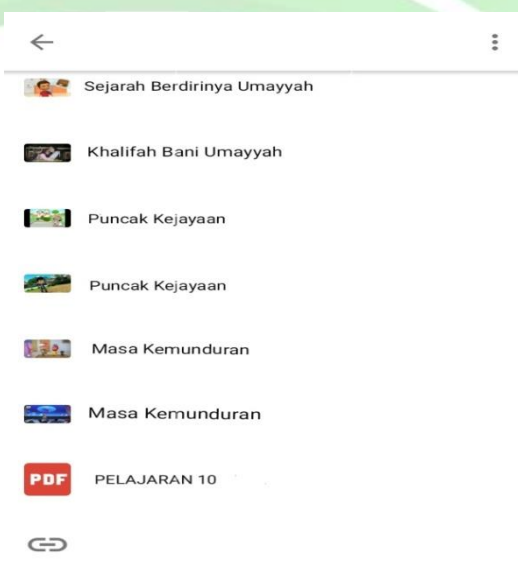 Sejarah Berdirinya Umayyah
Khalifah Bani Umayyah
Puncak Kejayaan
Puncak Kejayaan
Masa Kemunduran
Masa Kemunduran
PDF PELAJARAN 10